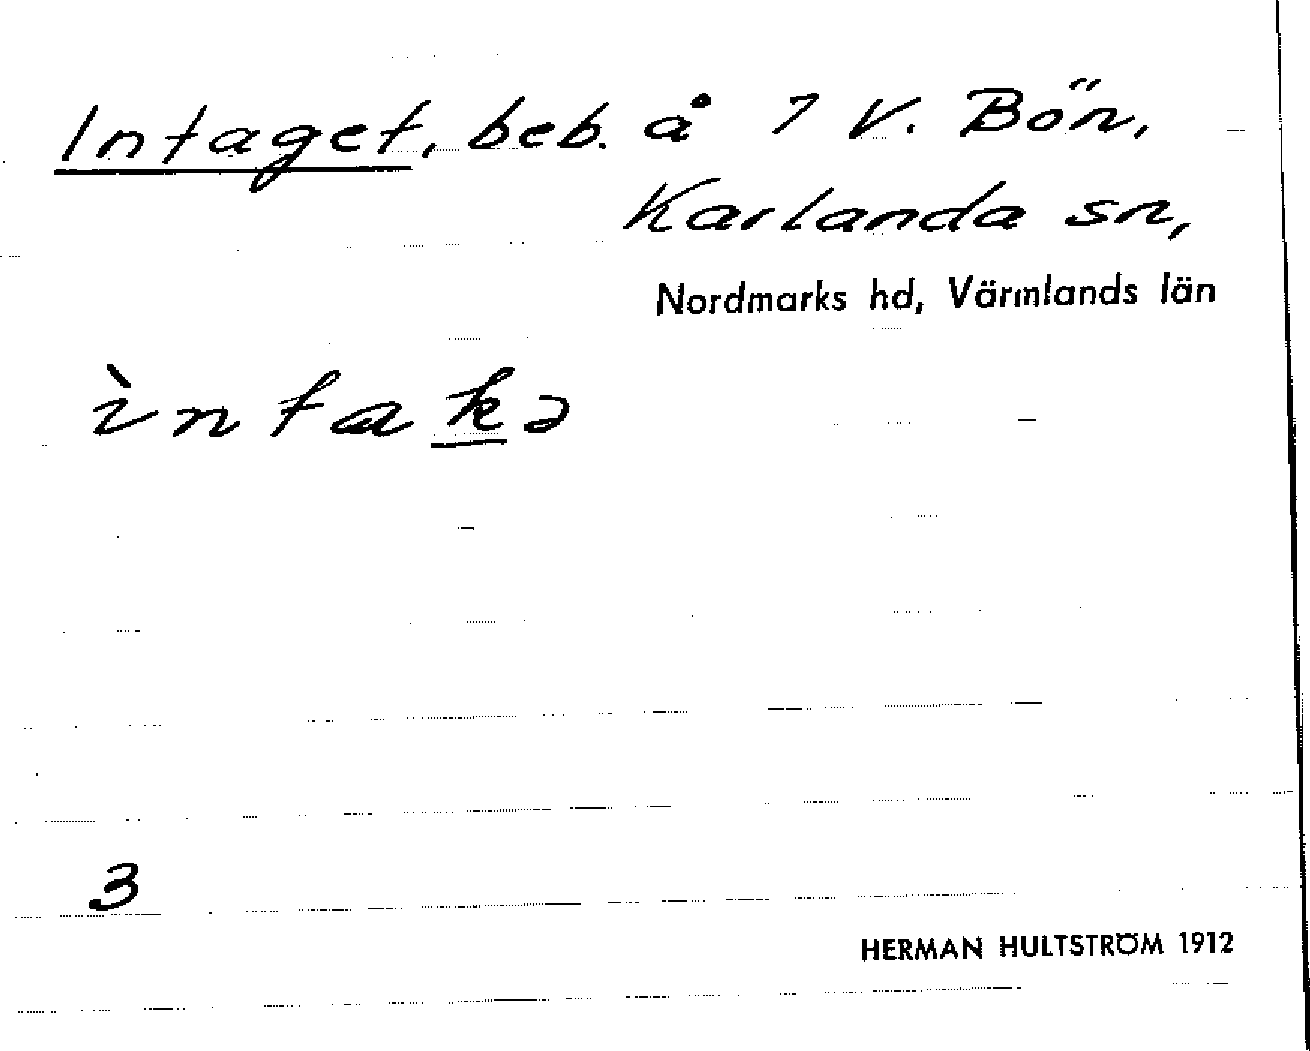 Intaget, beb. å 7 V. Bön,
Karlanda sn,
Nordmarks hd, Värmlands län
ìntakə
3
HERMAN HULTSTRÖM 1912